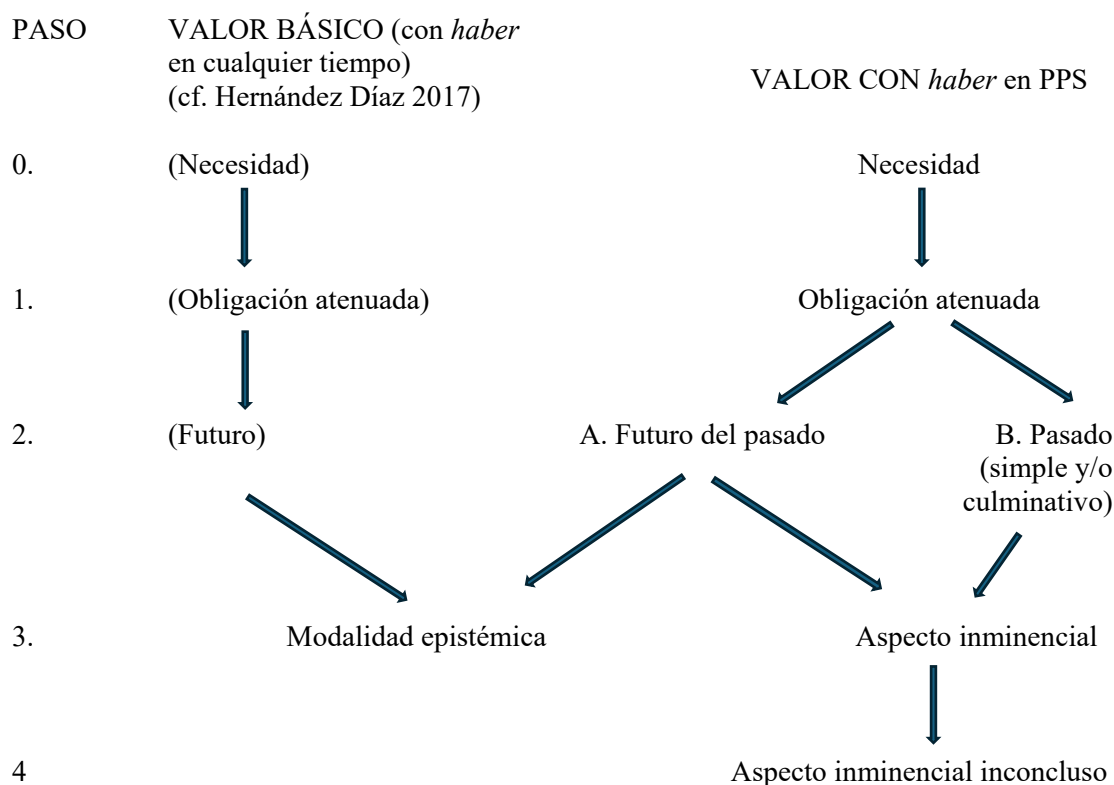 PASO VALOR BÁSICO (con haber
en cualquier tiempo)
(cf. Hernández Díaz 2017)
VALOR CON haber en PPS
0. (Necesidad) Necesidad
1. (Obligación atenuada) Obligación atenuada
2. (Futuro) A. Futuro del pasado B. Pasado
(simple y/o
culminativo)
3. Modalidad epistémica Aspecto inminencial
4 Aspecto inminencial inconcluso